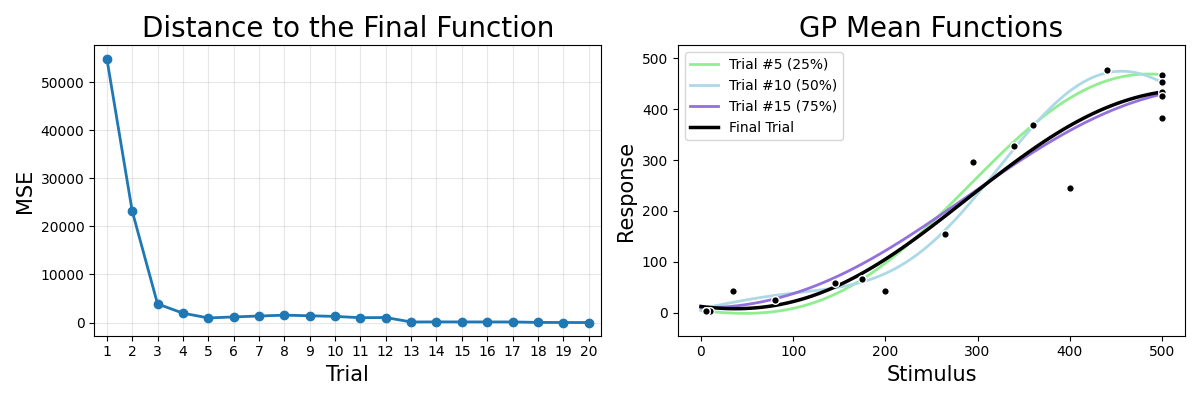 Distance to the Final Function
MSE
50000
40000
30000
20000
10000
0
1 2 3 4 5 6 7 8 9 10 11 12 13 14 15 16 17 18 19 20
Trial
GP Mean Functions
Response
500
400
300
200
100
0
Trial #5 (25%)
Trial #10 (50%)
Trial #15 (75%)
Final Trial
0 100 200 300 400 500
Stimulus